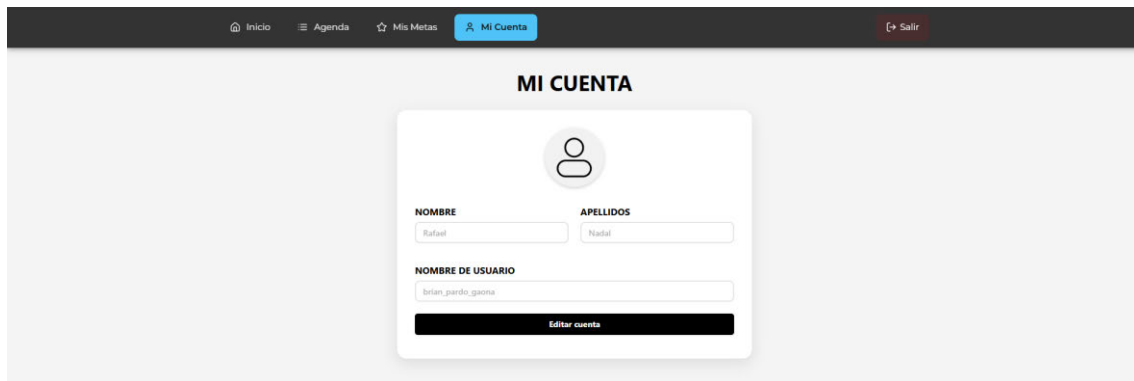 Inicio Agenda Mis Metas Mi Cuenta Salir
MI CUENTA
NOMBRE APELLIDOS
Rafael Nadal
NOMBRE DE USUARIO
brian_pardo_gaona
Editar cuenta